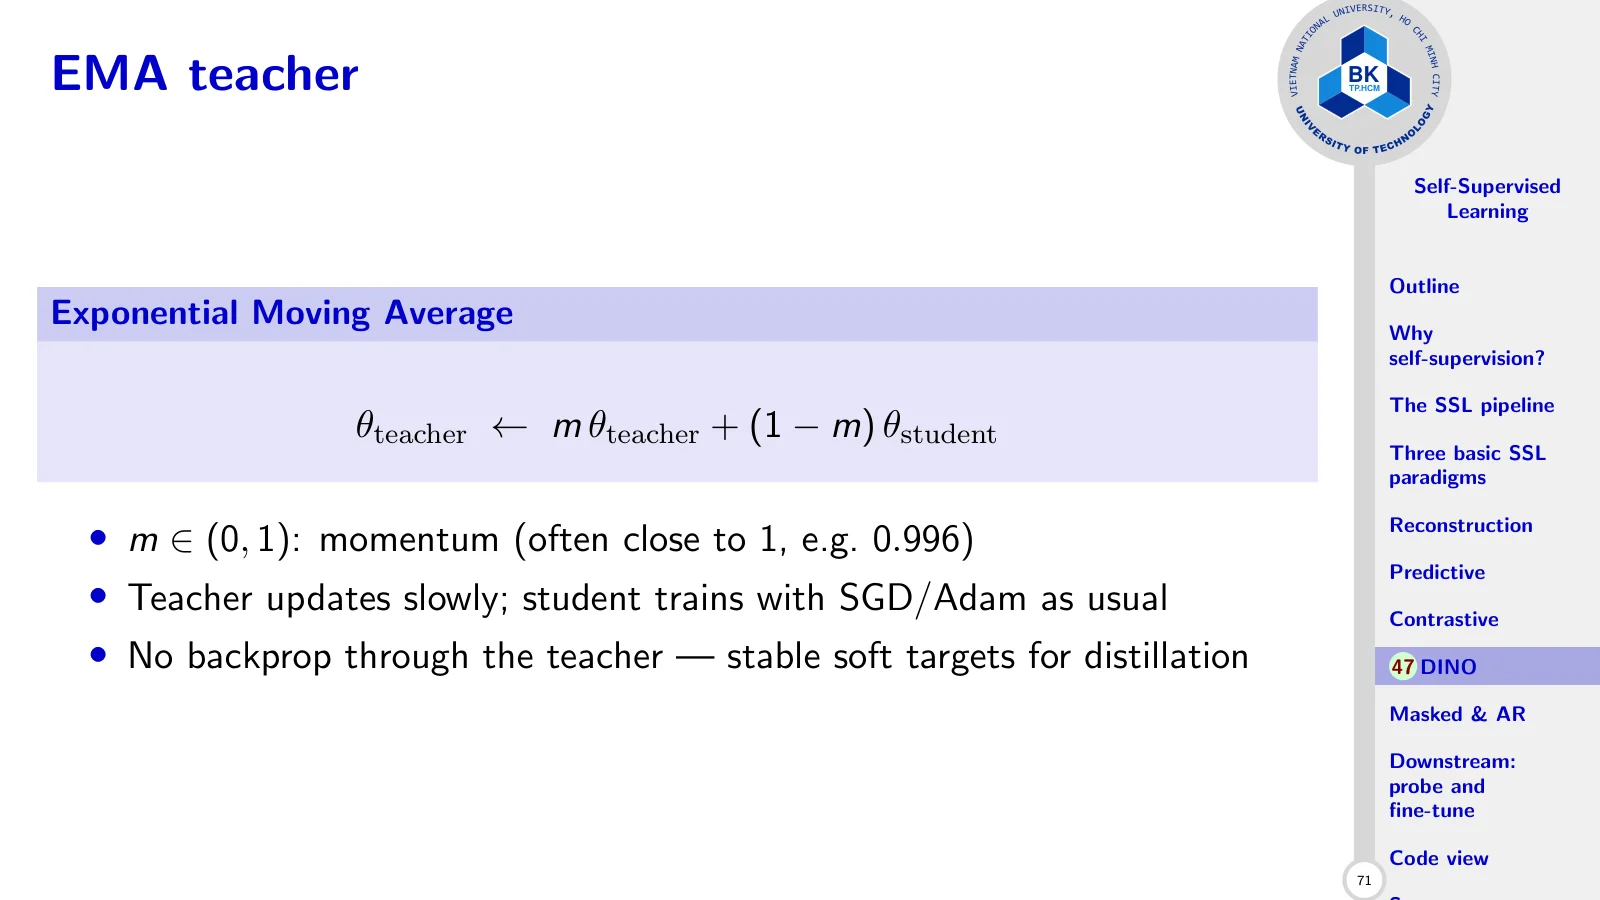 EMA teacher
Exponential Moving Average
θteacher ← m θteacher + (1 − m) θstudent
• m ∈ (0, 1): momentum (often close to 1, e.g. 0.996)
• Teacher updates slowly; student trains with SGD/Adam as usual
• No backprop through the teacher — stable soft targets for distillation
VIETNAM NATIONAL UNIVERSITY, HO CHI MINH CITY
BK
TP.HCM
UNIVERSITY OF TECHNOLOGY
Self-Supervised
Learning
Outline
Why
self-supervision?
The SSL pipeline
Three basic SSL
paradigms
Reconstruction
Predictive
Contrastive
47 DINO
Masked & AR
Downstream:
probe and
fine-tune
Code view
71